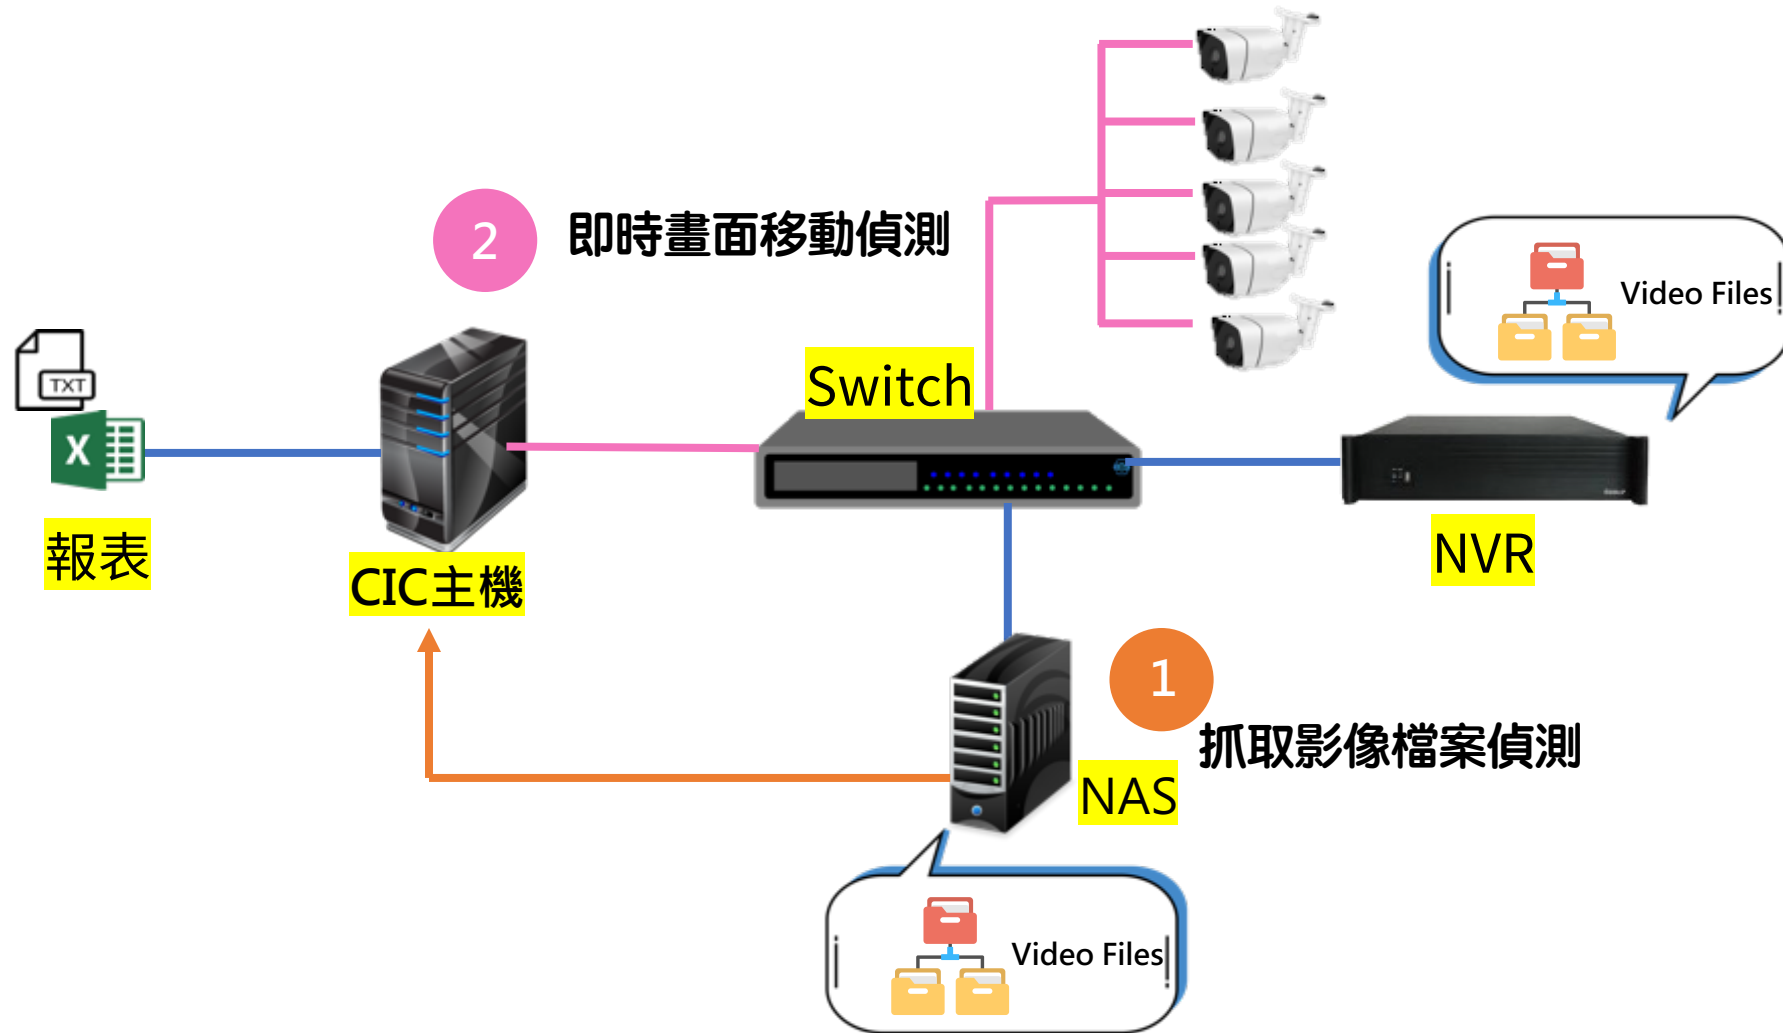 2
即時畫面移動偵測
Video Files
Switch
TXT
X
報表
CIC主機
NVR
1
抓取影像檔案偵測
NAS
Video Files